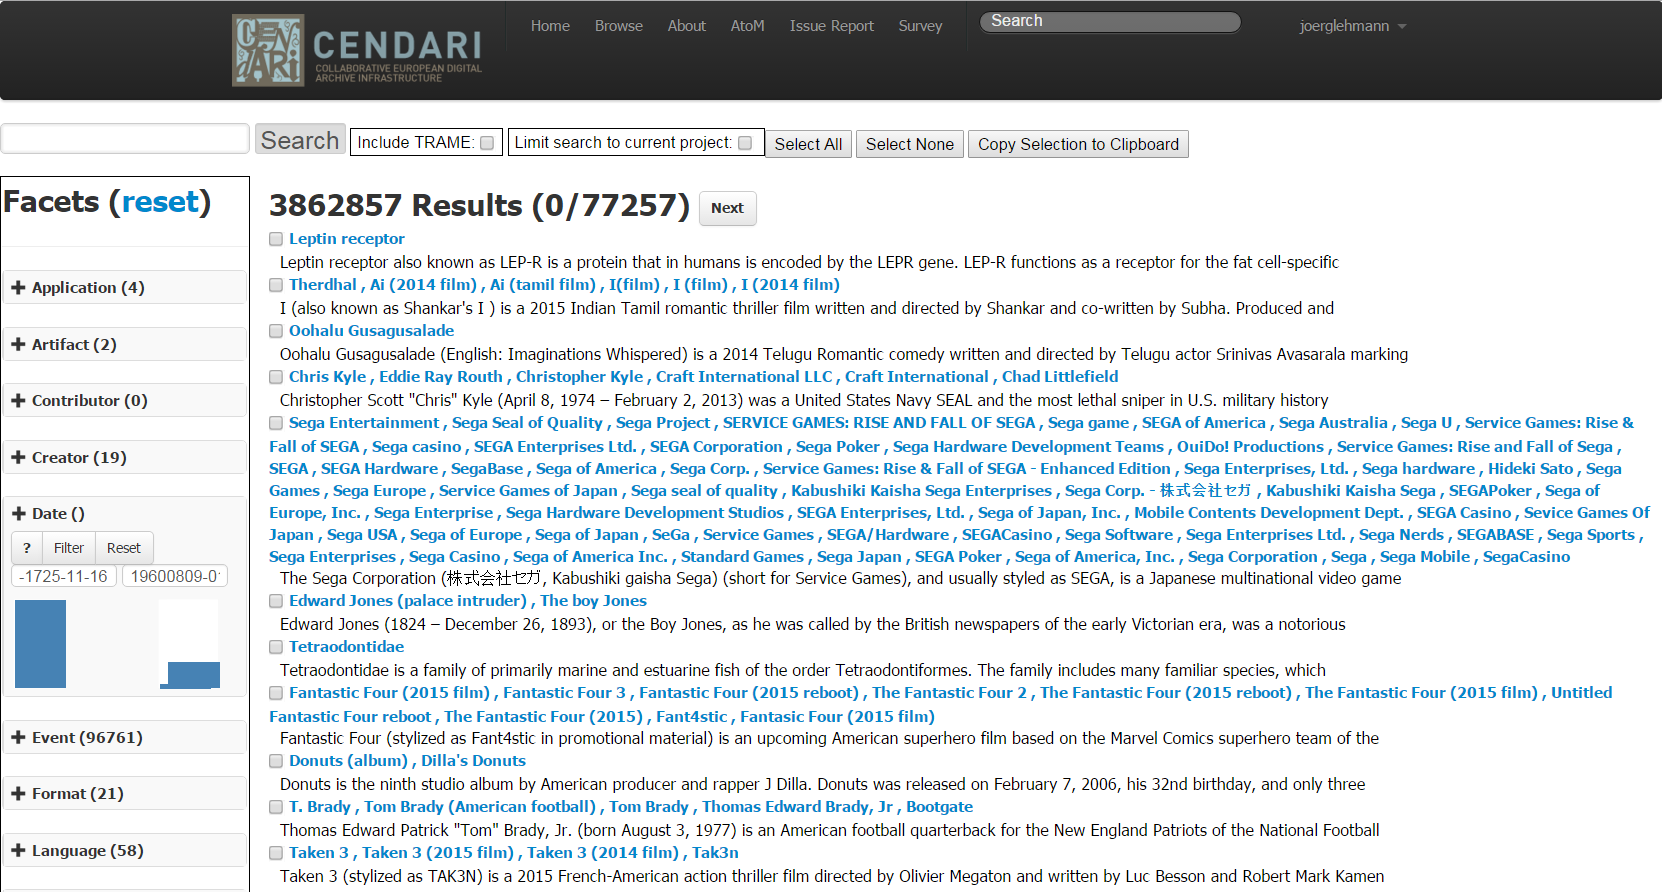 CENDARI
CENDARI
COLLABORATIVE EUROPEAN DIGITAL
ARCHIVE INFRASTRUCTURE
Home Browse About AtoM Issue Report Survey Search joerglehmann
Search Include TRAME: Limit search to current project: Select All Select None Copy Selection to Clipboard
Facets (reset)
Application (4)
Artifact (2)
Contributor (0)
Creator (19)
Date ()
? Filter Reset
-1725-11-16 19600809-0
Event (96761)
Format (21)
Language (58)
3862857 Results (0/77257) Next
Leptin receptor
Leptin receptor also known as LEP-R is a protein that in humans is encoded by the LEPR gene. LEP-R functions as a receptor for the fat cell-specific
Therdhal , Ai (2014 film) , Ai (tamil film) , I(film) , I (film) , I (2014 film)
I (also known as Shankar's I ) is a 2015 Indian Tamil romantic thriller film written and directed by Shankar and co-written by Subha. Produced and
Oohalu Gusagusalade
Oohalu Gusagusalade (English: Imaginations Whispered) is a 2014 Telugu Romantic comedy written and directed by Telugu actor Srinivas Avasarala marking
Chris Kyle , Eddie Ray Routh , Christopher Kyle , Craft International LLC , Craft International , Chad Littlefield
Christopher Scott "Chris" Kyle (April 8, 1974 – February 2, 2013) was a United States Navy SEAL and the most lethal sniper in U.S. military history
Sega Entertainment , Sega Seal of Quality , Sega Project , SERVICE GAMES: RISE AND FALL OF SEGA , Sega game , SEGA of America , Sega Australia , Sega U , Service Games: Rise &
Fall of SEGA , Sega casino , SEGA Enterprises Ltd. , SEGA Corporation , Sega Poker , Sega Hardware Development Teams , OuiDo! Productions , Service Games: Rise and Fall of Sega ,
SEGA , SEGA Hardware , SegaBase , Sega of America , Sega Corp. , Service Games: Rise & Fall of SEGA - Enhanced Edition , Sega Enterprises, Ltd. , Sega hardware , Hideki Sato , Sega
Games , Sega Europe , Service Games of Japan , Sega seal of quality , Kabushiki Kaisha Sega Enterprises , Sega Corp. - 株式会社セガ , Kabushiki Kaisha Sega , SEGAPoker , Sega of
Europe, Inc. , Sega Enterprise , Sega Hardware Development Studios , SEGA Enterprises, Ltd. , Sega of Japan, Inc. , Mobile Contents Development Dept. , SEGA Casino , Sevice Games Of
Japan , Sega USA , Sega of Europe , Sega of Japan , SeGa , Service Games , SEGA/Hardware , SEGACasino , Sega Software , Sega Enterprises Ltd. , Sega Nerds , SEGABASE , Sega Sports ,
Sega Enterprises , Sega Casino , Sega of America Inc. , Standard Games , Sega Japan , SEGA Poker , Sega of America, Inc. , Sega Corporation , Sega , Sega Mobile , SegaCasino
The Sega Corporation (株式会社セガ, Kabushiki gaisha Sega) (short for Service Games), and usually styled as SEGA, is a Japanese multinational video game
Edward Jones (palace intruder) , The boy Jones
Edward Jones (1824 – December 26, 1893), or the Boy Jones, as he was called by the British newspapers of the early Victorian era, was a notorious
Tetraodontidae
Tetraodontidae is a family of primarily marine and estuarine fish of the order Tetraodontiformes. The family includes many familiar species, which
Fantastic Four (2015 film) , Fantastic Four 3 , Fantastic Four (2015 reboot) , The Fantastic Four 2 , The Fantastic Four (2015 reboot) , The Fantastic Four (2015 film) , Untitled
Fantastic Four reboot , The Fantastic Four (2015) , Fant4stic , Fantasic Four (2015 film)
Fantastic Four (stylized as Fant4stic in promotional material) is an upcoming American superhero film based on the Marvel Comics superhero team of the
Donuts (album) , Dilla's Donuts
Donuts is the ninth studio album by American producer and rapper J Dilla. Donuts was released on February 7, 2006, his 32nd birthday, and only three
T. Brady , Tom Brady (American football) , Tom Brady , Thomas Edward Brady, Jr , Bootgate
Thomas Edward Patrick "Tom" Brady, Jr. (born August 3, 1977) is an American football quarterback for the New England Patriots of the National Football
Taken 3 , Taken 3 (2015 film) , Taken 3 (2014 film) , Tak3n
Taken 3 (stylized as TAK3N) is a 2015 French-American action thriller film directed by Olivier Megaton and written by Luc Besson and Robert Mark Kamen